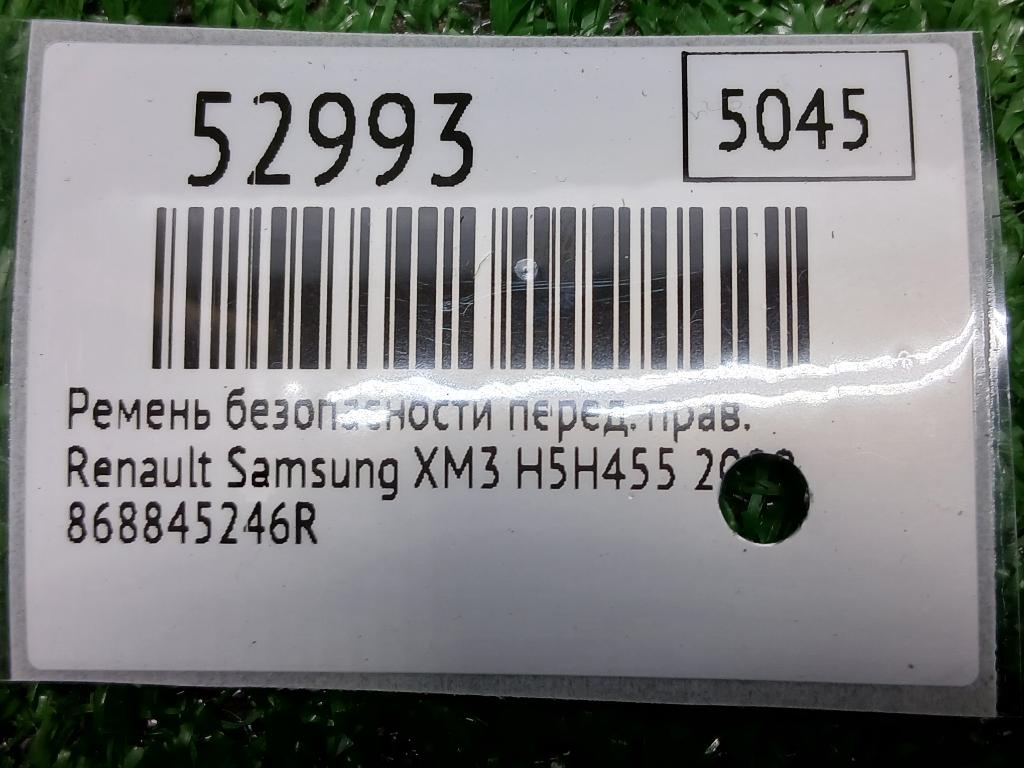 52993
5045
Ремень безопасности перед. прав.
Renault Samsung XM3 H5H455
868845246R